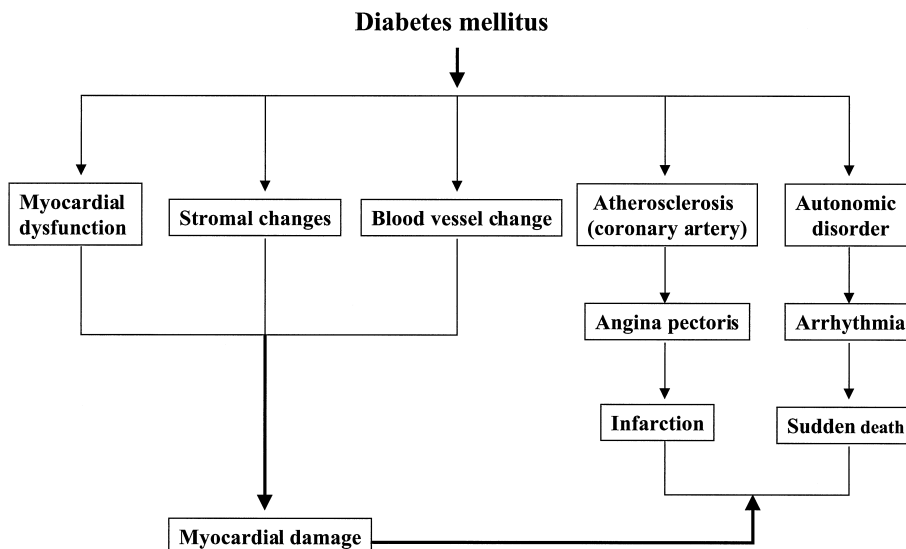 Diabetes mellitus
Myocardial
dysfunction
Stromal changes
Blood vessel change
Atherosclerosis
(coronary artery)
Autonomic
disorder
Angina pectoris
Arrhythmia
Infarction
Sudden death
Myocardial damage